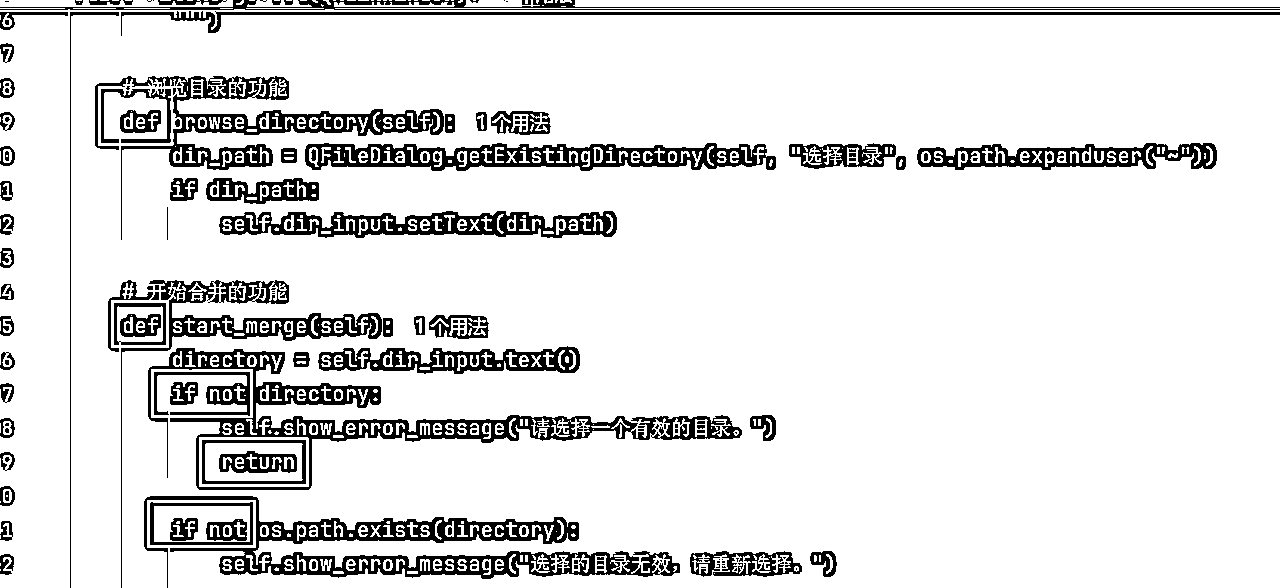 6 """)
7
8 # 浏览目录的功能
9 def browse_directory(self): 1个用法
0 dir_path = QFileDialog.getExistingDirectory(self, "选择目录", os.path.expanduser("~"))
1 if dir_path:
2 self.dir_input.setText(dir_path)
3
4 # 开始合并的功能
5 def start_merge(self): 1个用法
6 directory = self.dir_input.text()
7 if not directory:
8 self.show_error_message("请选择一个有效的目录。")
9 return
0
1 if not os.path.exists(directory):
2 self.show_error_message("选择的目录无效，请重新选择。")